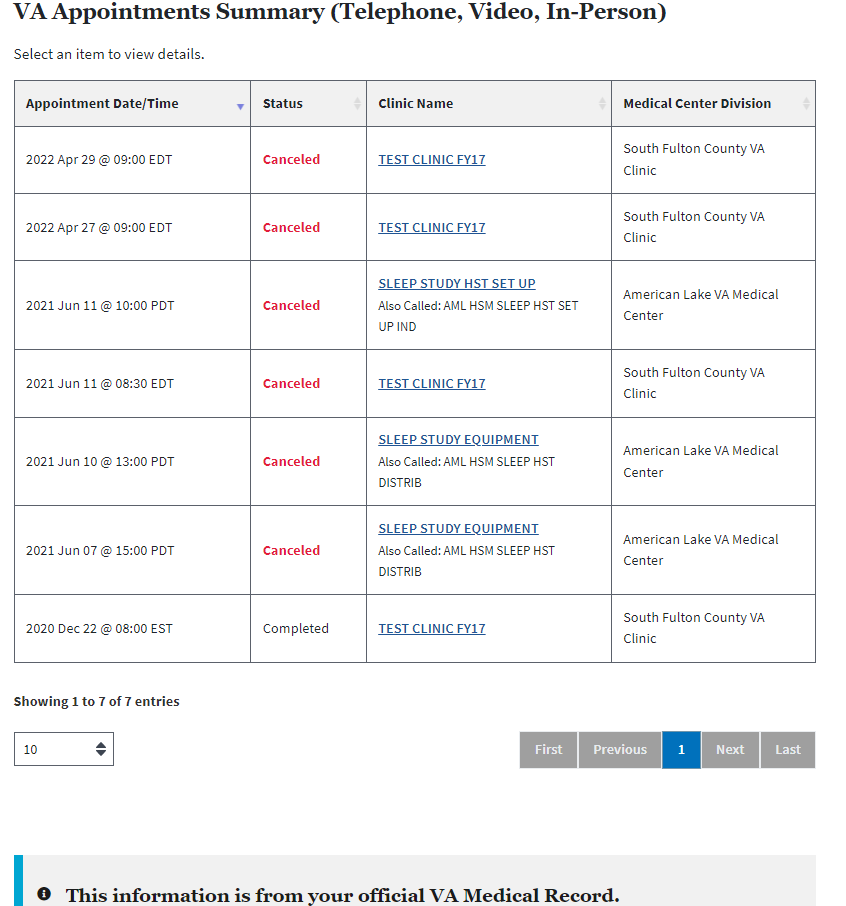 VA Appointments Summary (Telephone, Video, In-Person)
Select an item to view details.
Appointment Date/Time Status Clinic Name Medical Center Division
2022 Apr 29 @ 09:00 EDT Canceled TEST CLINIC FY17 South Fulton County VA
Clinic
2022 Apr 27 @ 09:00 EDT Canceled TEST CLINIC FY17 South Fulton County VA
Clinic
2021 Jun 11 @ 10:00 PDT Canceled SLEEP STUDY HST SET UP
Also Called: AML HSM SLEEP HST SET
UP IND
American Lake VA Medical
Center
2021 Jun 11 @ 08:30 EDT Canceled TEST CLINIC FY17 South Fulton County VA
Clinic
2021 Jun 10 @ 13:00 PDT Canceled SLEEP STUDY EQUIPMENT
Also Called: AML HSM SLEEP HST
DISTRIB
American Lake VA Medical
Center
2021 Jun 07 @ 15:00 PDT Canceled SLEEP STUDY EQUIPMENT
Also Called: AML HSM SLEEP HST
DISTRIB
American Lake VA Medical
Center
2020 Dec 22 @ 08:00 EST Completed TEST CLINIC FY17 South Fulton County VA
Clinic
Showing 1 to 7 of 7 entries
10 First Previous 1 Next Last
This information is from your official VA Medical Record.